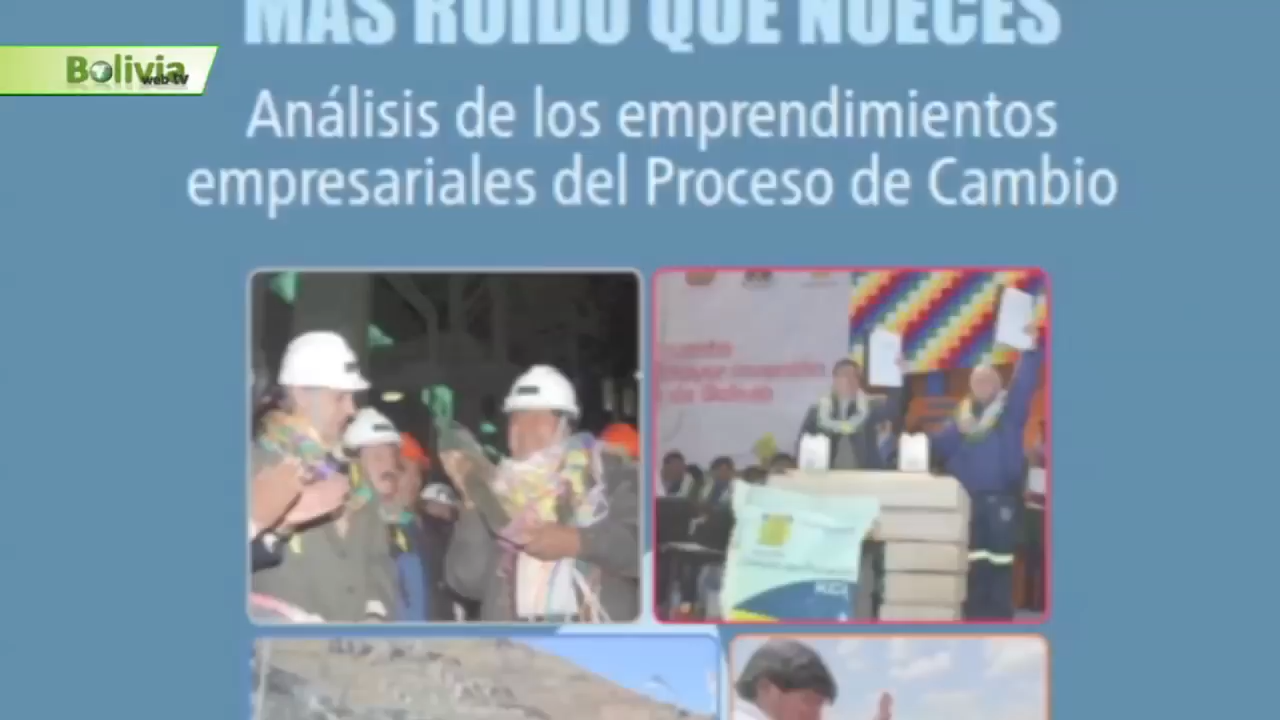 MÁS RUIDO QUE NUECES
Bolivia
web tv
Análisis de los emprendimientos
empresariales del Proceso de Cambio